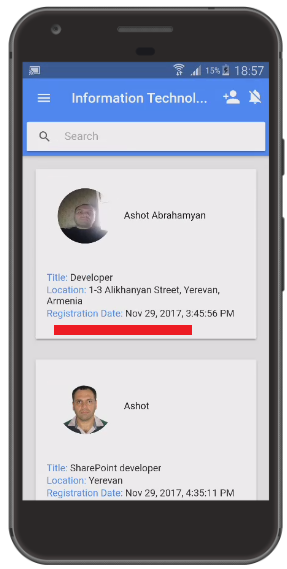 15% 18:57
Information Technol...
Search
Ashot Abrahamyan
Title: Developer
Location: 1-3 Alikhanyan Street, Yerevan,
Armenia
Registration Date: Nov 29, 2017, 3:45:56 PM
Ashot
Title: SharePoint developer
Location: Yerevan
Registration Date: Nov 29, 2017, 4:35:11 PM